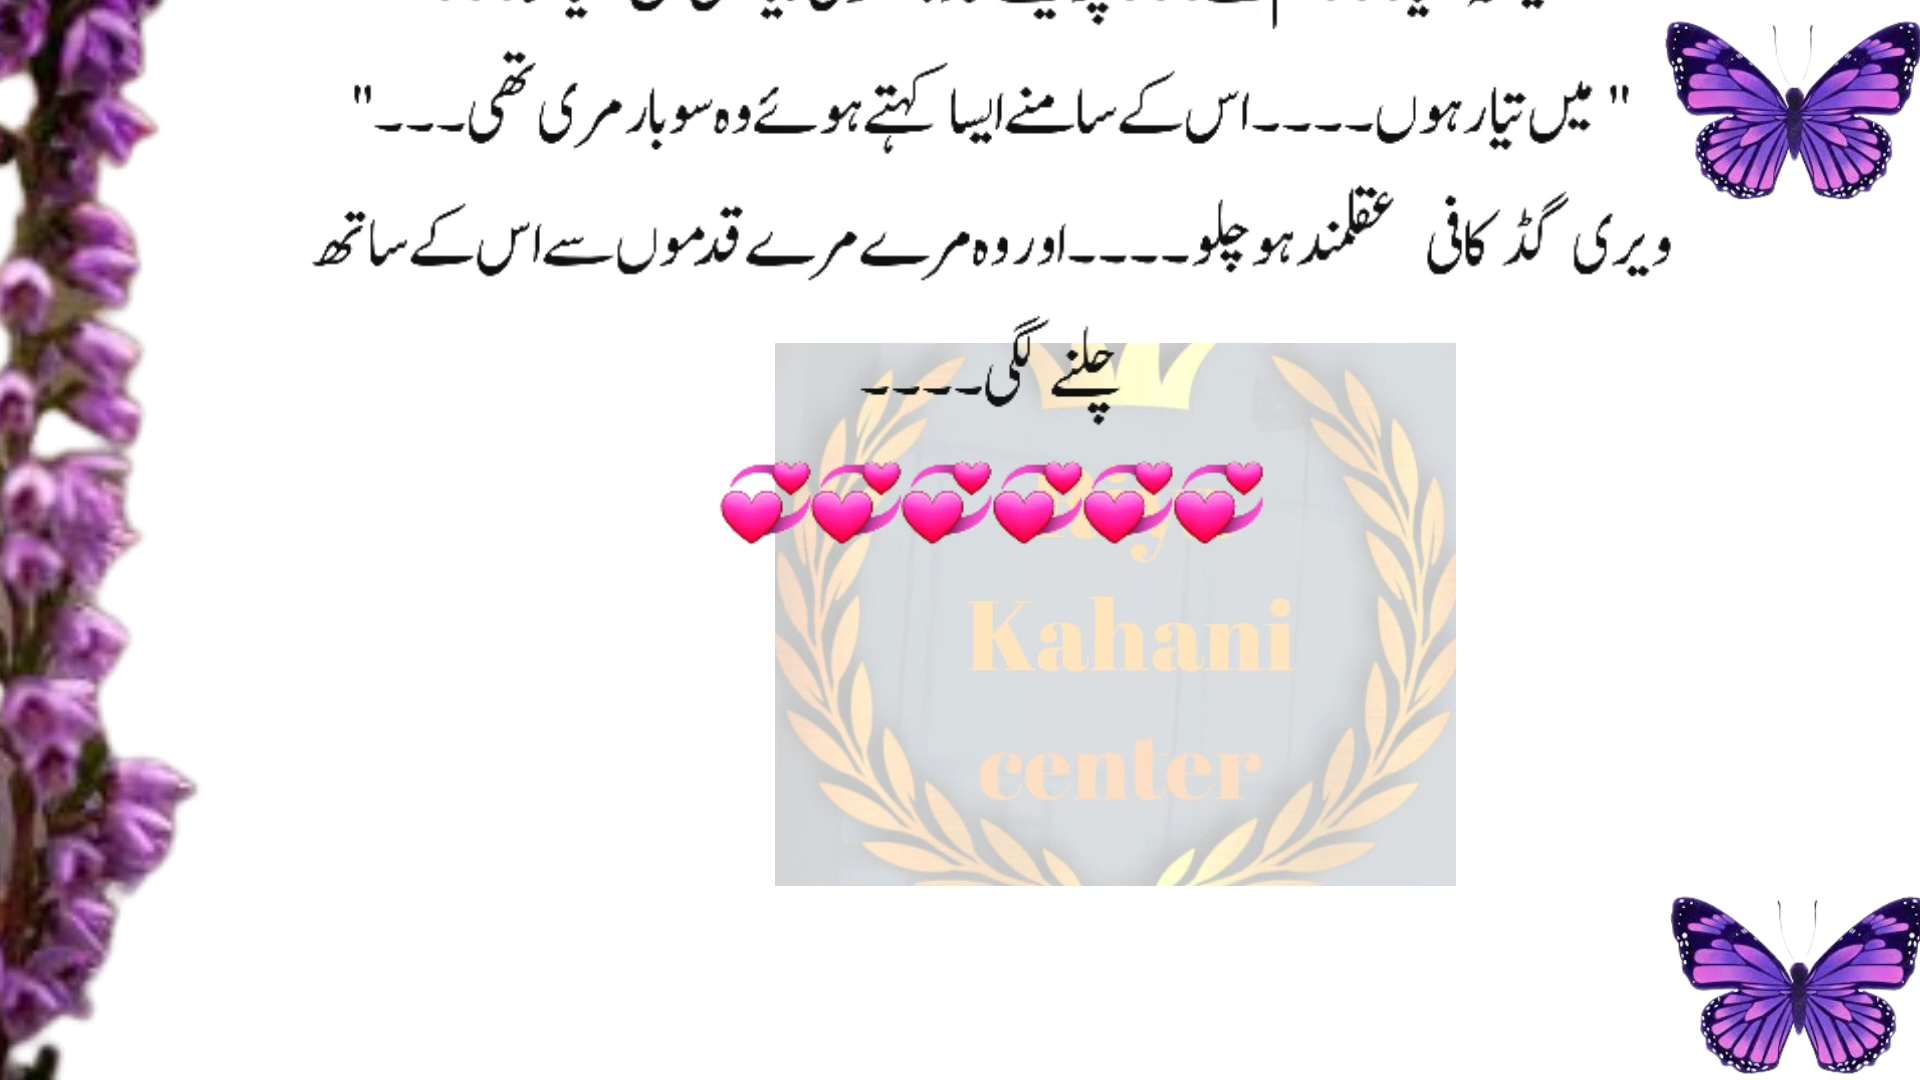 " میں تیار ہوں۔۔۔۔اس کے سامنے ایسا کہتے ہوئے وہ سو بار مری تھی۔۔۔"
ویری گڈ کافی عقلمند ہو چلو۔۔۔۔اور وہ مرے مرے قدموں سے اس کے ساتھ
چلنے لگی۔۔۔۔
💞💞💞💞💞💞
Kahani
center